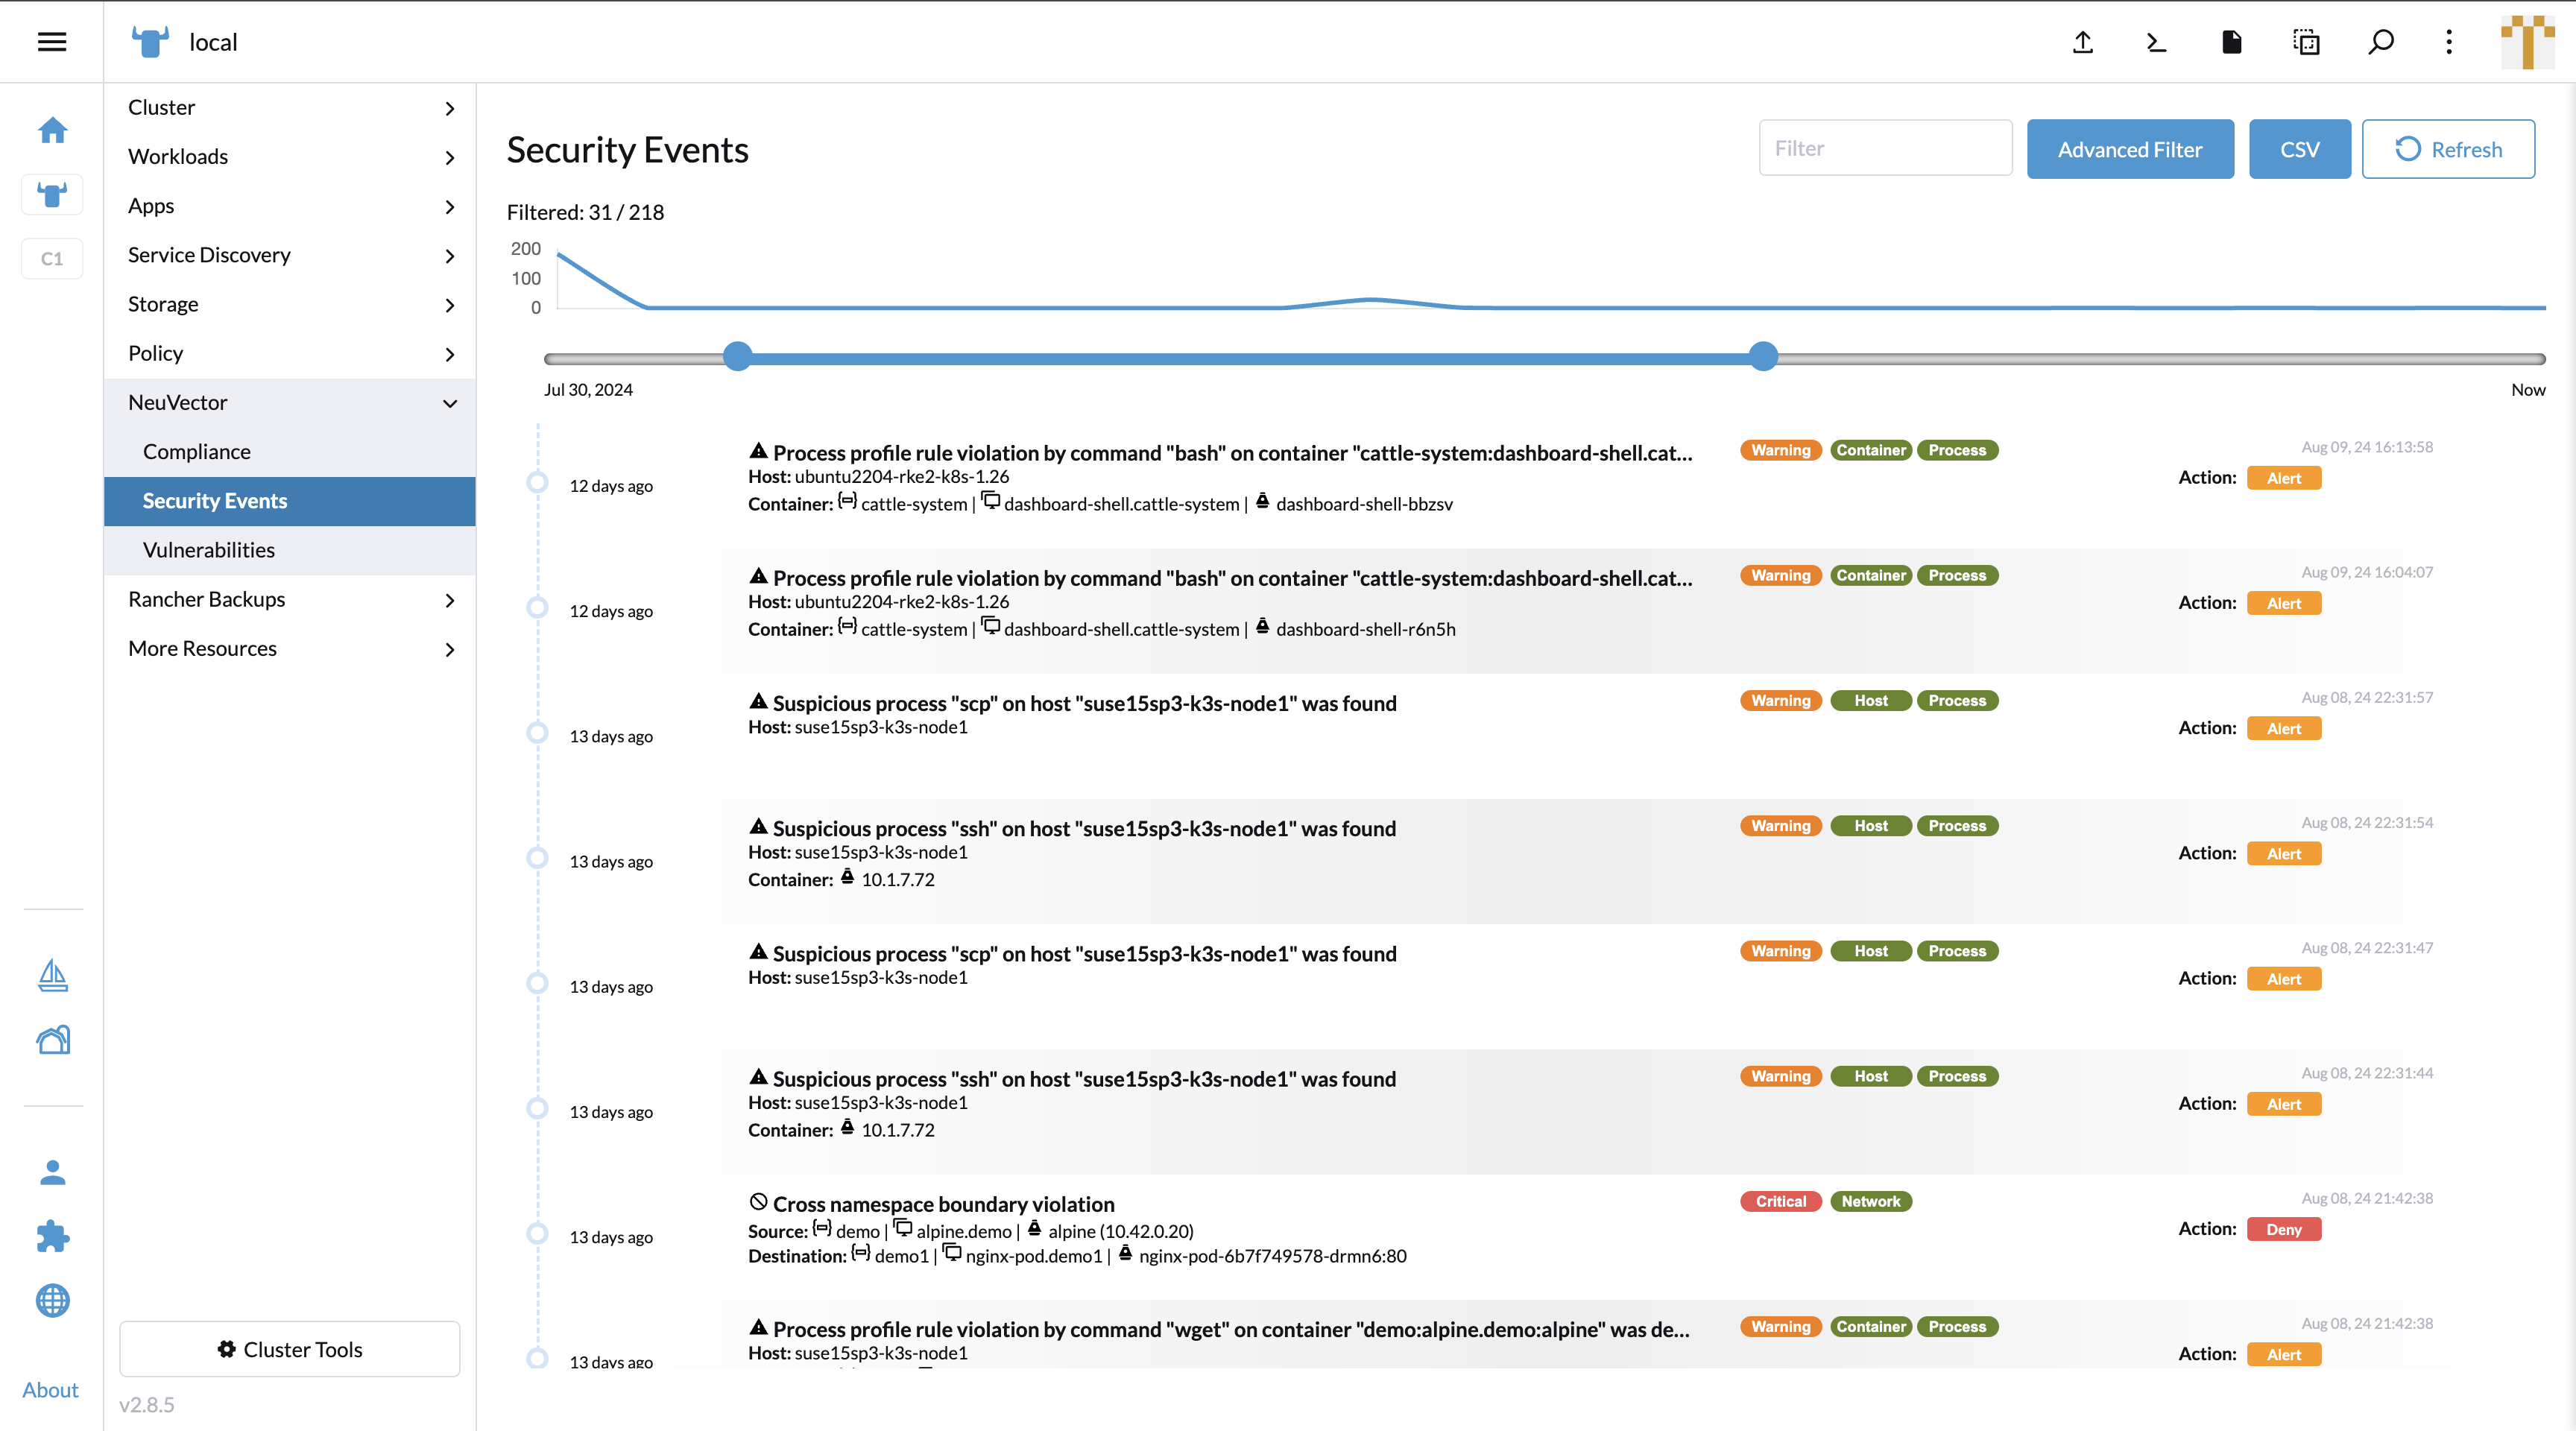 local
Cluster
Workloads
Apps
Service Discovery
Storage
Policy
NeuVector
Compliance
Security Events
Vulnerabilities
Rancher Backups
More Resources
C1
About
Cluster Tools
v2.8.5
Security Events
Filter
Advanced Filter
CSV
Refresh
Filtered: 31 / 218
200
100
0
Jul 30, 2024
Now
12 days ago
Process profile rule violation by command "bash" on container "cattle-system:dashboard-shell.cat...
Host: ubuntu2204-rke2-k8s-1.26
Container: cattle-system | dashboard-shell.cattle-system | dashboard-shell-bbzsv
Warning Container Process
Aug 09, 24 16:13:58
Action: Alert
12 days ago
Process profile rule violation by command "bash" on container "cattle-system:dashboard-shell.cat...
Host: ubuntu2204-rke2-k8s-1.26
Container: cattle-system | dashboard-shell.cattle-system | dashboard-shell-r6n5h
Warning Container Process
Aug 09, 24 16:04:07
Action: Alert
13 days ago
Suspicious process "scp" on host "suse15sp3-k3s-node1" was found
Host: suse15sp3-k3s-node1
Warning Host Process
Aug 08, 24 22:31:57
Action: Alert
13 days ago
Suspicious process "ssh" on host "suse15sp3-k3s-node1" was found
Host: suse15sp3-k3s-node1
Container: 10.1.7.72
Warning Host Process
Aug 08, 24 22:31:54
Action: Alert
13 days ago
Suspicious process "scp" on host "suse15sp3-k3s-node1" was found
Host: suse15sp3-k3s-node1
Warning Host Process
Aug 08, 24 22:31:47
Action: Alert
13 days ago
Suspicious process "ssh" on host "suse15sp3-k3s-node1" was found
Host: suse15sp3-k3s-node1
Container: 10.1.7.72
Warning Host Process
Aug 08, 24 22:31:44
Action: Alert
13 days ago
Cross namespace boundary violation
Source: demo | alpine.demo | alpine (10.42.0.20)
Destination: demo1 | nginx-pod.demo1 | nginx-pod-6b7f749578-drmn6:80
Critical Network
Aug 08, 24 21:42:38
Action: Deny
13 days ago
Process profile rule violation by command "wget" on container "demo:alpine.demo:alpine" was de...
Host: suse15sp3-k3s-node1
Warning Container Process
Aug 08, 24 21:42:38
Action: Alert